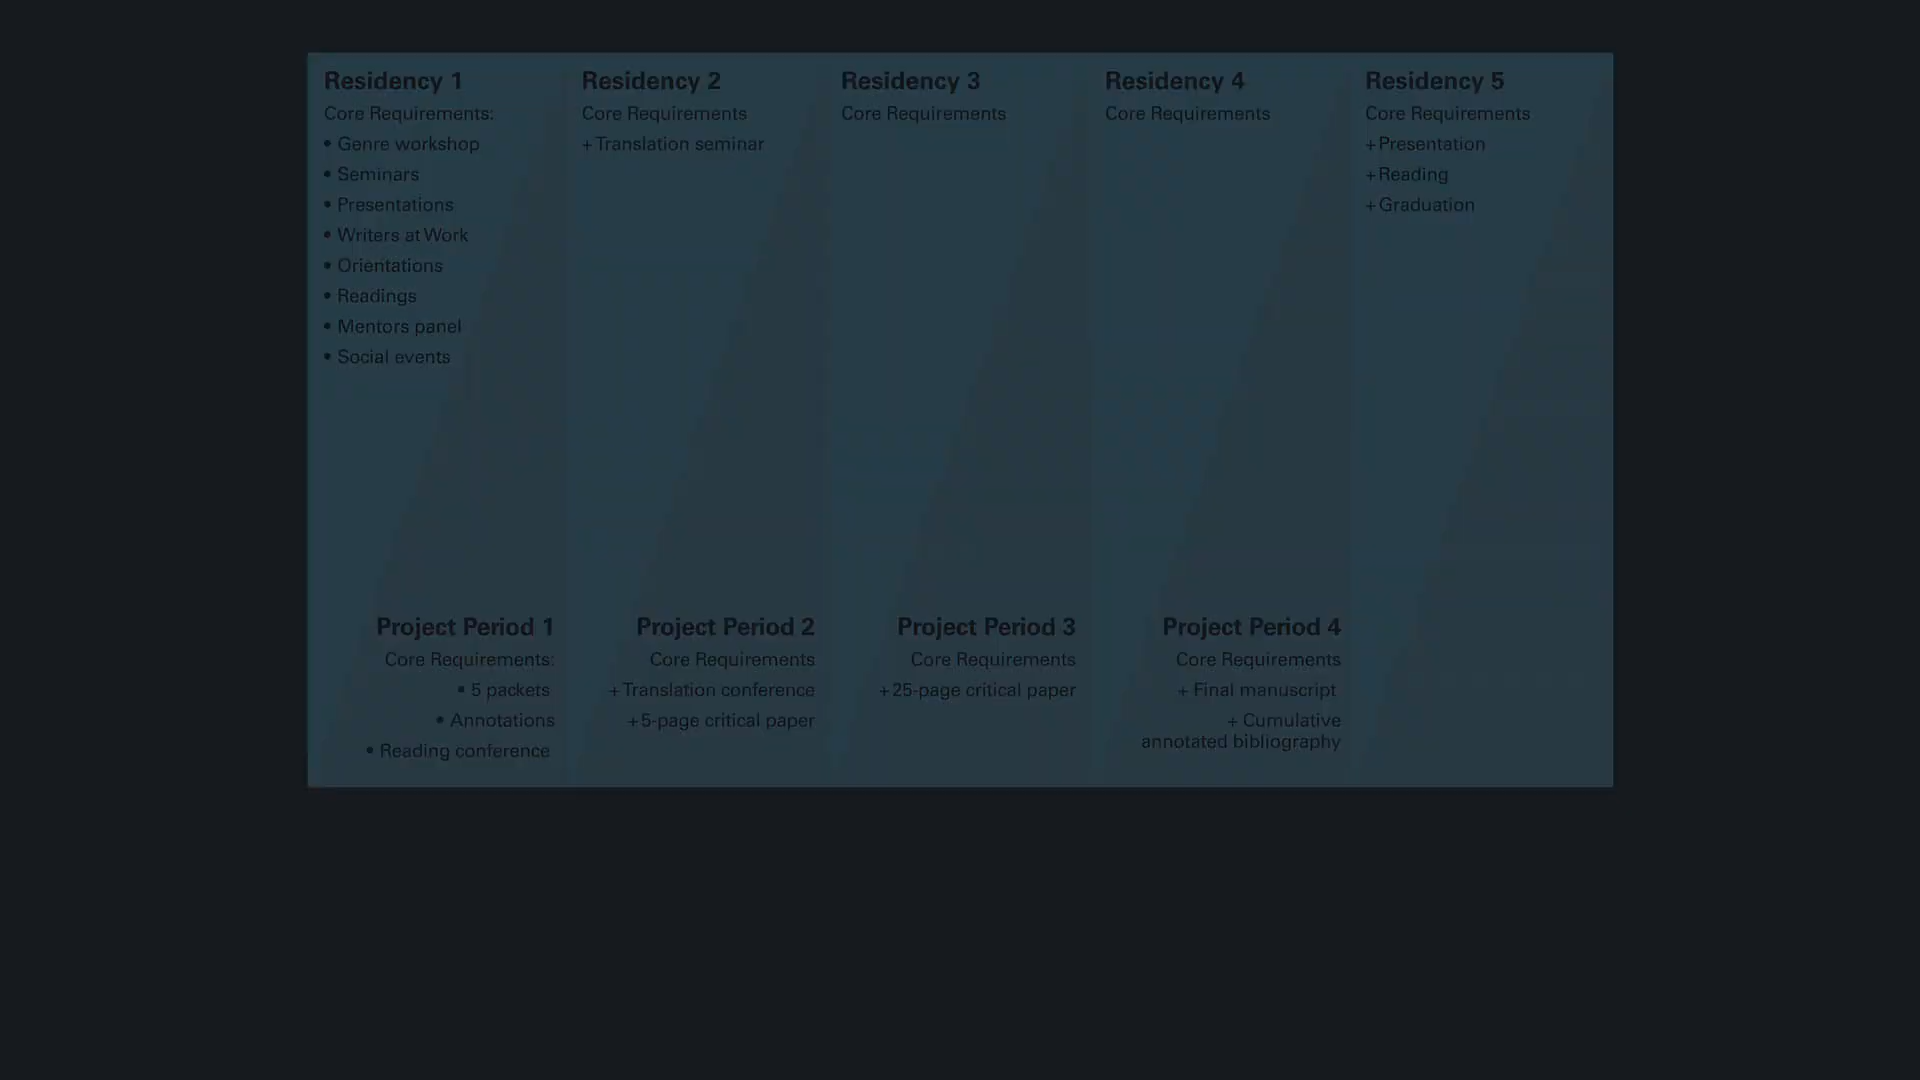 Residency 1
Core Requirements:
• Genre workshop
• Seminars
• Presentations
• Writers at Work
• Orientations
• Readings
• Mentors panel
• Social events
Project Period 1
Core Requirements:
• 5 packets
• Annotations
• Reading conference
Residency 2
Core Requirements
+ Translation seminar
Project Period 2
Core Requirements
+ Translation conference
+ 5-page critical paper
Residency 3
Core Requirements
Project Period 3
Core Requirements
+ 25-page critical paper
Residency 4
Core Requirements
Project Period 4
Core Requirements
+ Final manuscript
+ Cumulative
annotated bibliography
Residency 5
Core Requirements
+ Presentation
+ Reading
+ Graduation